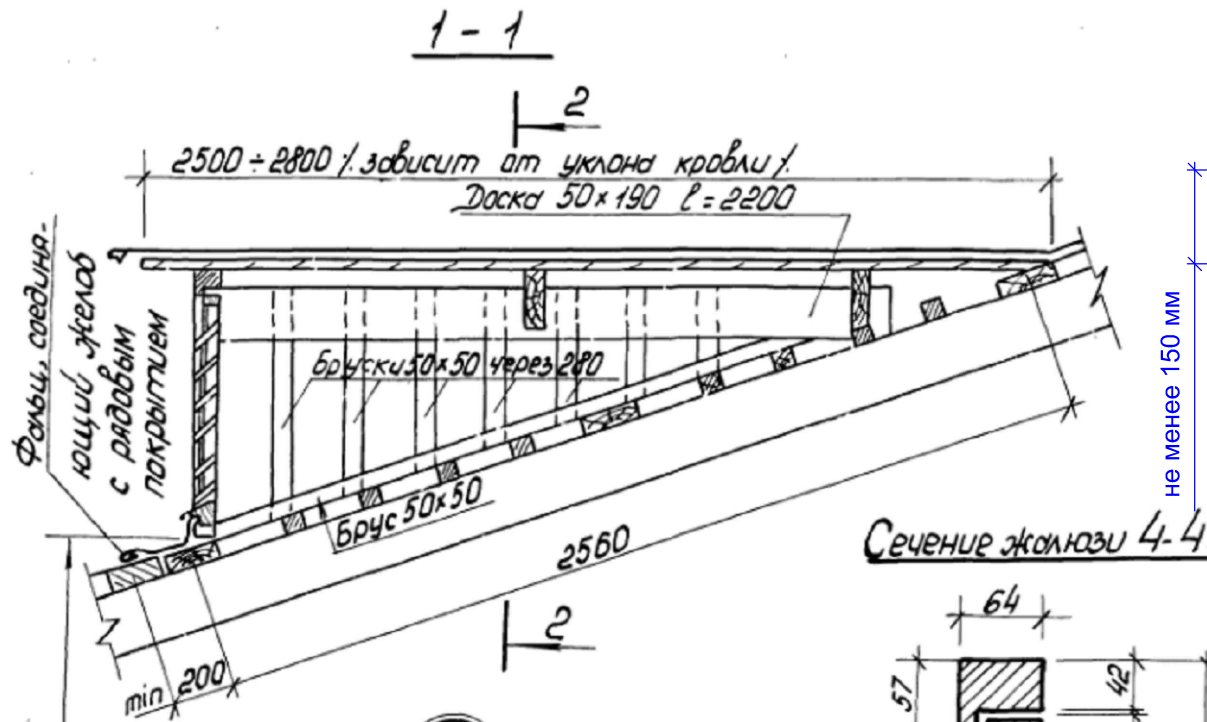 1 - 1
2
2500 ÷ 2800 /. зависит от уклона кровли /.
Доска 50×190 ℓ=2200
Фальц, соединя-
ющий желоб
с рядовым
покрытием
Бруски 50×50 через 280
Брус 50×50
2560
2
min 200
не менее 150 мм
Сечение жалюзи 4-4
64
57
42